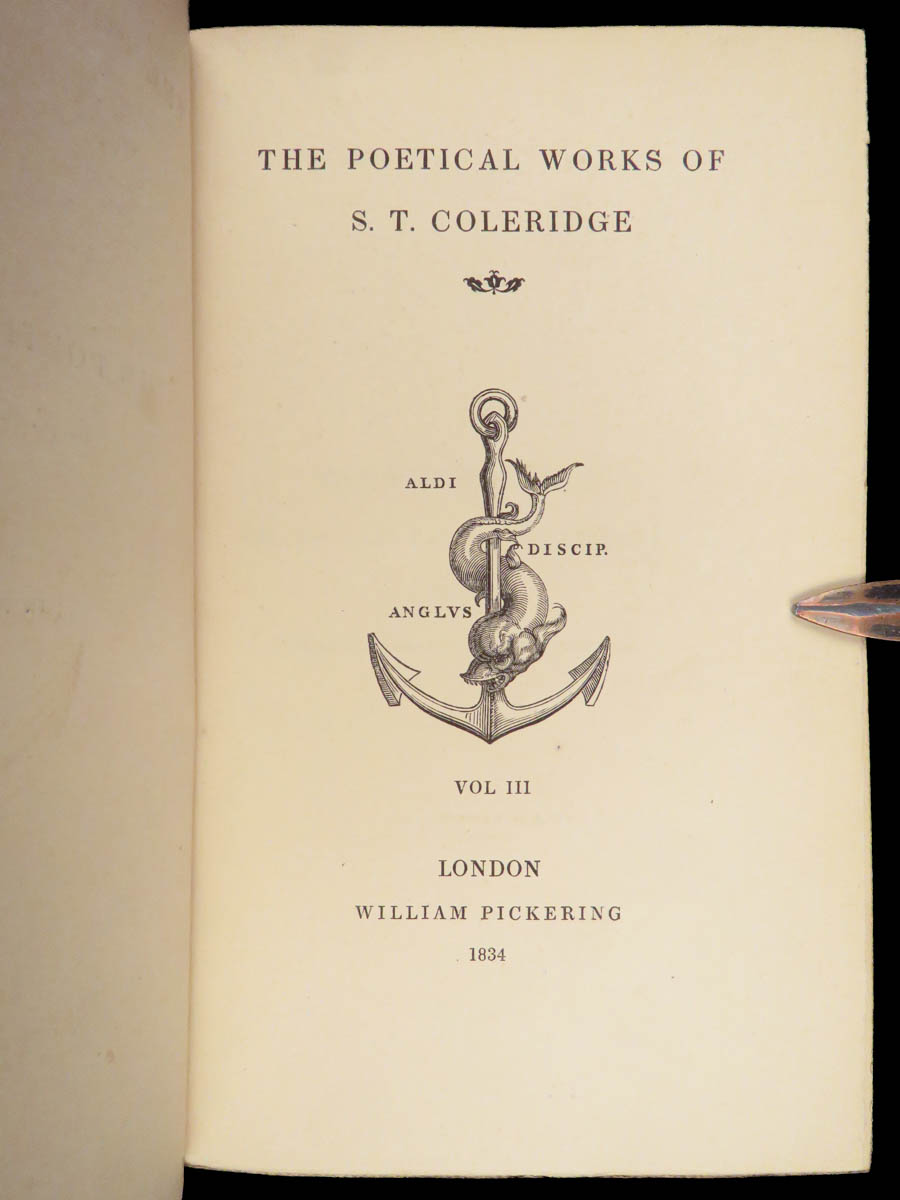 THE POETICAL WORKS OF
S. T. COLERIDGE
ALDI
DISCIP.
ANGLVS
VOL III
LONDON
WILLIAM PICKERING
1834